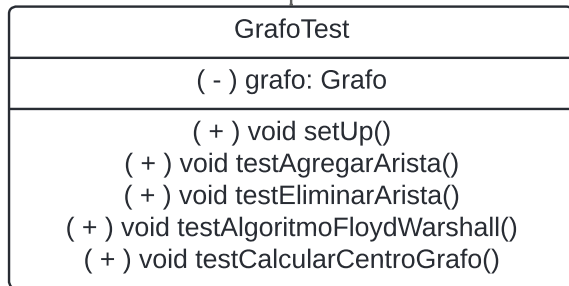 GrafoTest
( - ) grafo: Grafo
( + ) void setUp()
( + ) void testAgregarArista()
( + ) void testEliminarArista()
( + ) void testAlgoritmoFloydWarshall()
( + ) void testCalcularCentroGrafo()